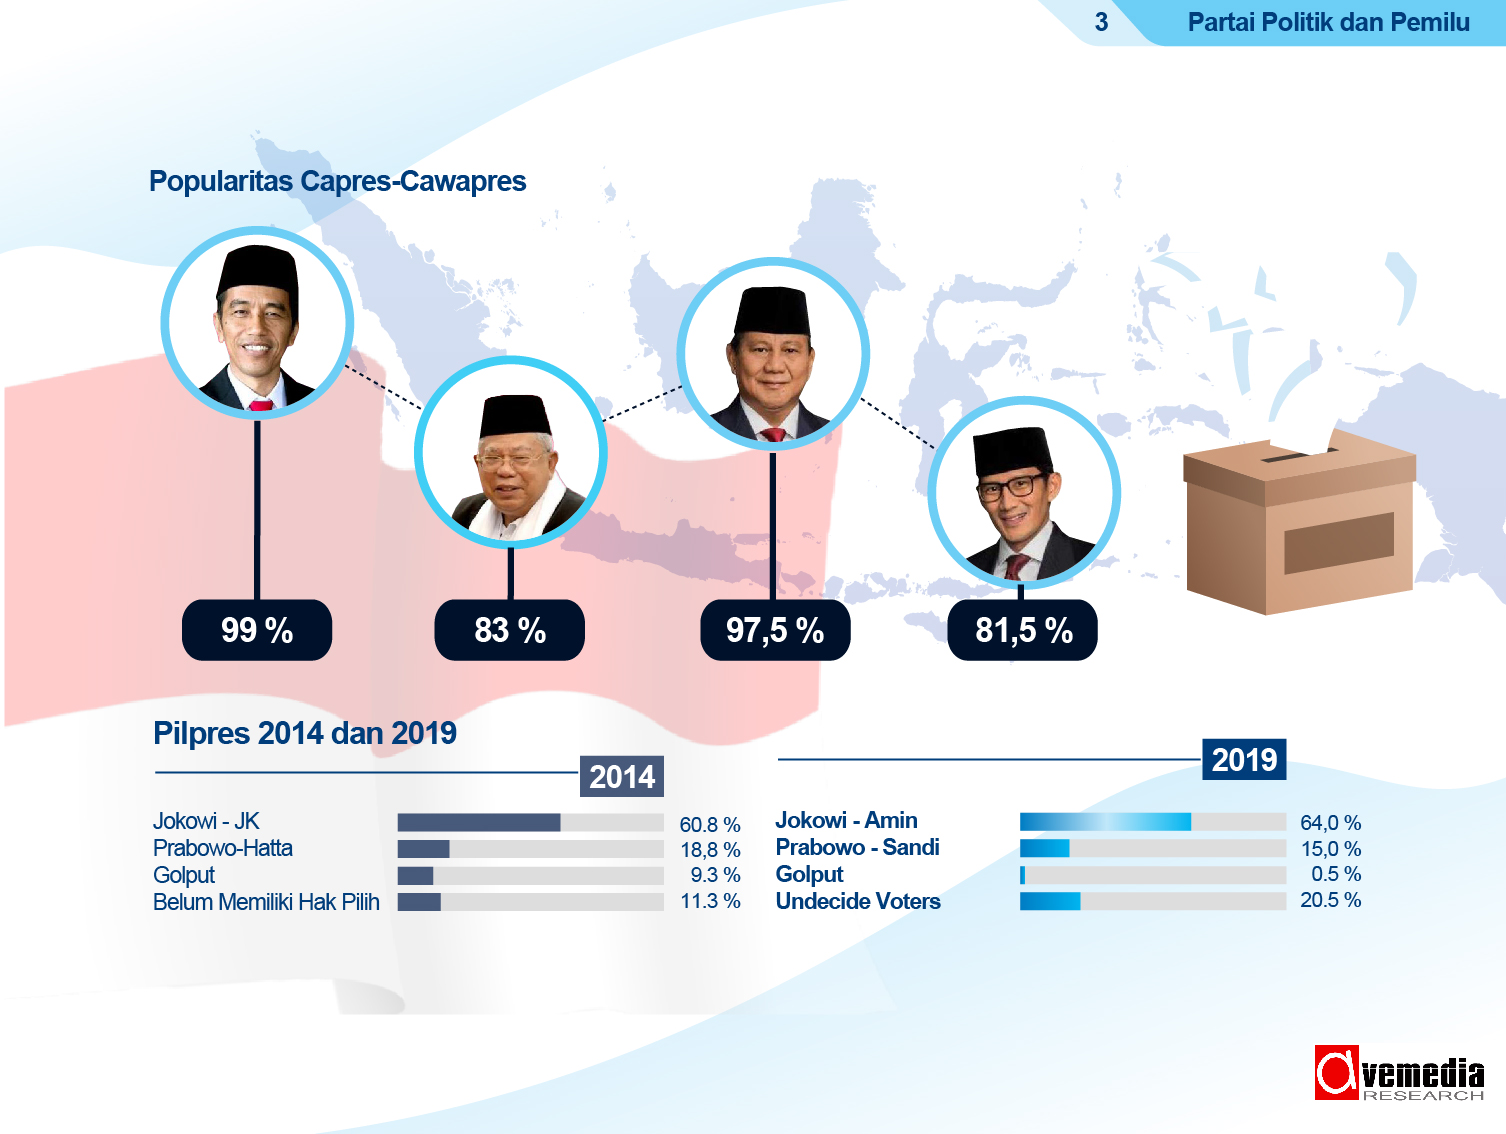 3 Partai Politik dan Pemilu
Popularitas Capres-Cawapres
99 %
83 %
97,5 %
81,5 %
Pilpres 2014 dan 2019
2014
Jokowi - JK 60.8 %
Prabowo-Hatta 18,8 %
Golput 9.3 %
Belum Memiliki Hak Pilih 11.3 %
2019
Jokowi - Amin 64,0 %
Prabowo - Sandi 15,0 %
Golput 0.5 %
Undecide Voters 20.5 %
avemedia
RESEARCH